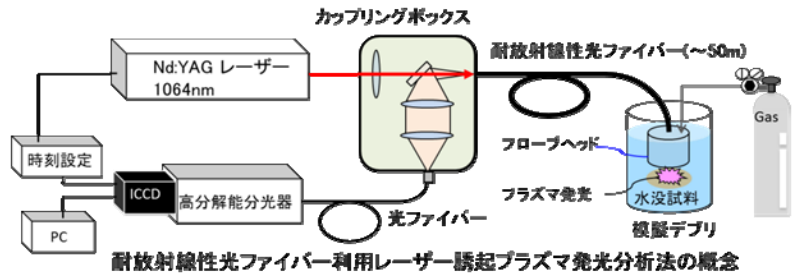 カップリングボックス
耐放射線性光ファイバー(～50m)
Nd:YAG レーザー
1064nm
Gas
時刻設定
フローブヘッド
ICCD
高分解能分光器
プラズマ発光
水没試料
光ファイバー
PC
模擬デブリ
耐放射線性光ファイバー利用レーザー誘起プラズマ発光分析法の概念